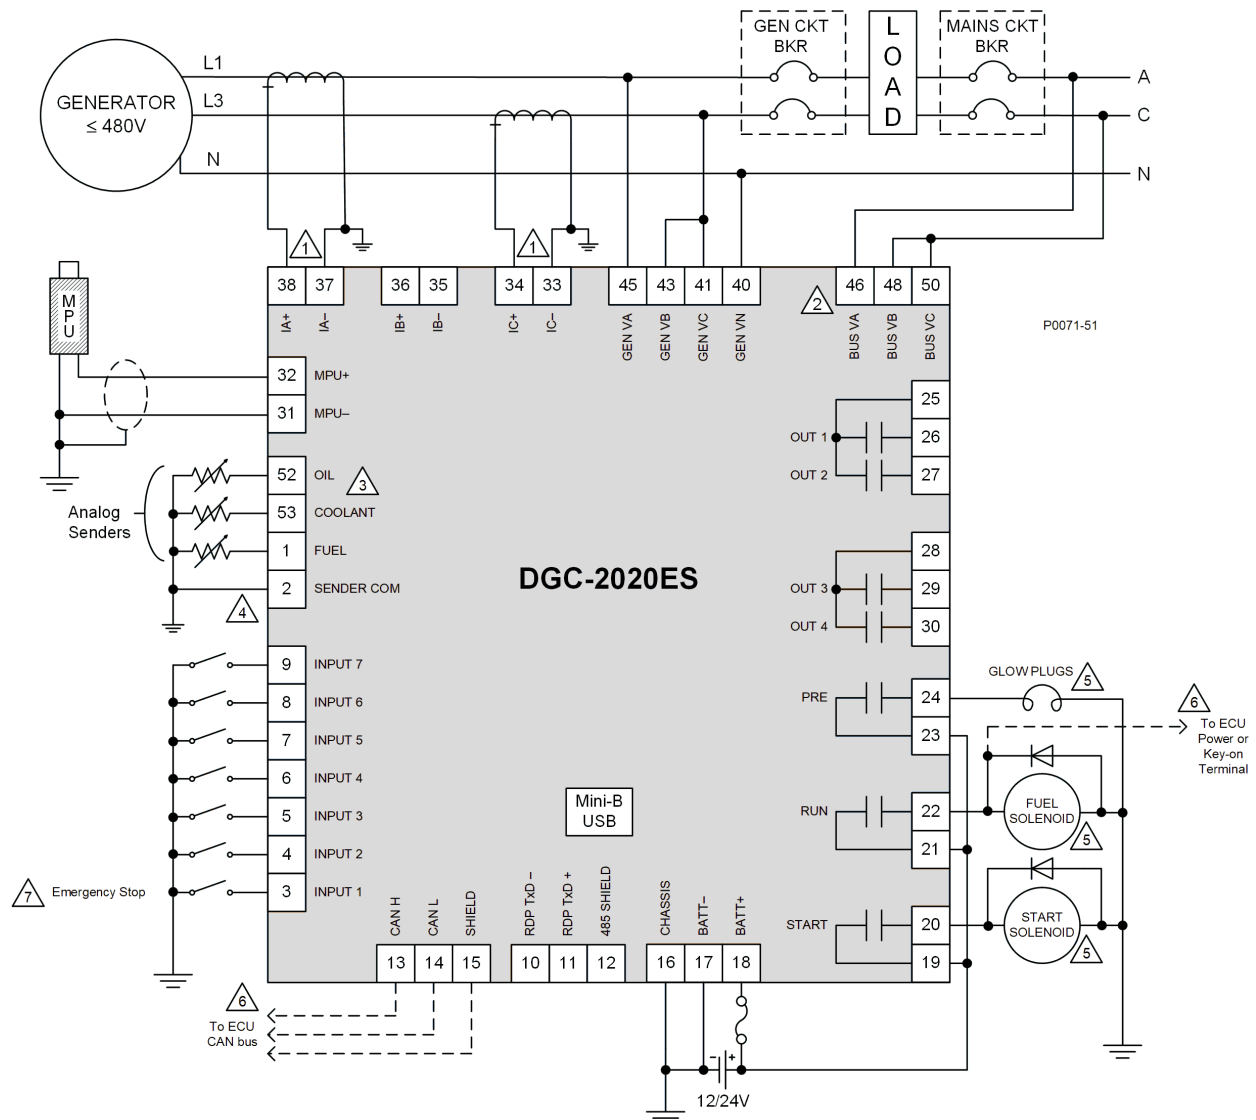 GEN CKT
BKR
LOAD
MAINS CKT
BKR
GENERATOR
≤ 480V
L1
L3
N
A
C
N
1
1
2
38
37
36
35
34
33
45
43
41
40
46
48
50
IA+
IA–
IB+
IB–
IC+
IC–
GEN VA
GEN VB
GEN VC
GEN VN
BUS VA
BUS VB
BUS VC
P0071-51
MPU
32 MPU+
31 MPU–
52 OIL
3
53 COOLANT
1 FUEL
2 SENDER COM
4
Analog
Senders
DGC-2020ES
25
OUT 1 26
OUT 2 27
28
OUT 3 29
OUT 4 30
9 INPUT 7
8 INPUT 6
7 INPUT 5
6 INPUT 4
5 INPUT 3
4 INPUT 2
3 INPUT 1
7 Emergency Stop
PRE 24
23
RUN 22
21
START 20
19
GLOW PLUGS 5
6
To ECU
Power or
Key-on
Terminal
FUEL
SOLENOID
5
START
SOLENOID
5
Mini-B
USB
CAN H
CAN L
SHIELD
RDP TxD –
RDP TxD +
485 SHIELD
CHASSIS
BATT–
BATT+
13
14
15
10
11
12
16
17
18
6
To ECU
CAN bus
- +
12/24V